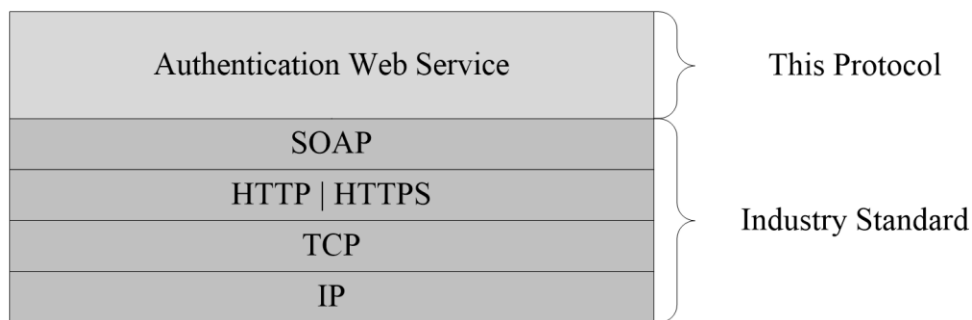 Authentication Web Service
This Protocol
SOAP
HTTP | HTTPS
TCP
IP
Industry Standard